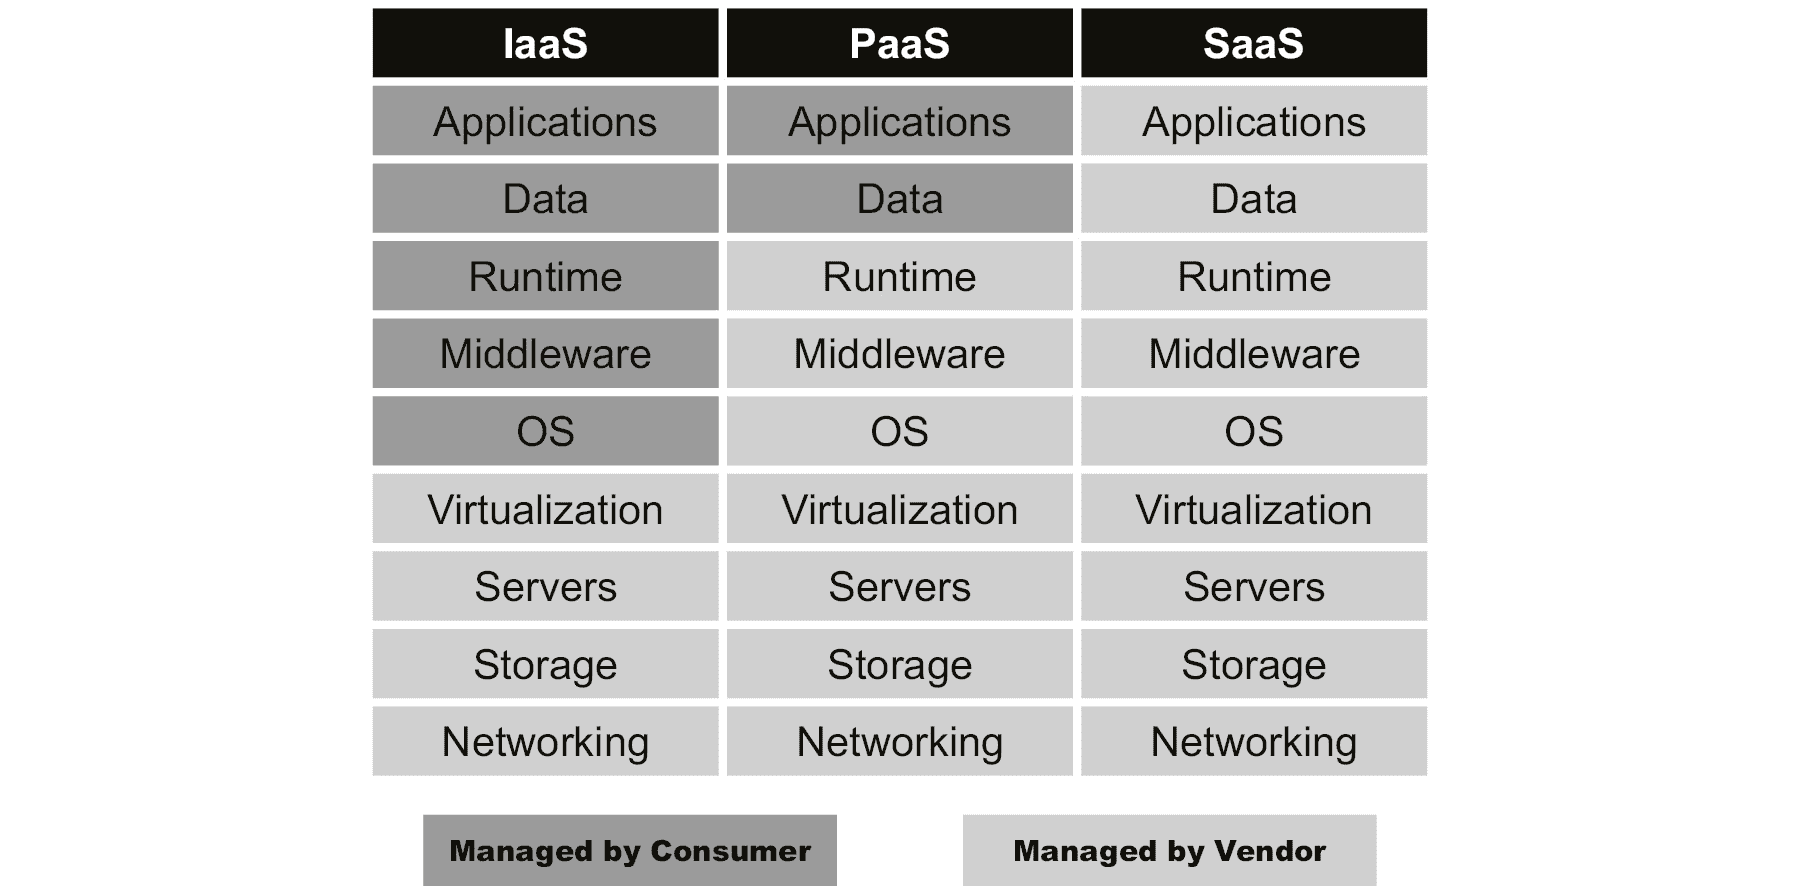 IaaS PaaS SaaS
Applications Applications Applications
Data Data Data
Runtime Runtime Runtime
Middleware Middleware Middleware
OS OS OS
Virtualization Virtualization Virtualization
Servers Servers Servers
Storage Storage Storage
Networking Networking Networking
Managed by Consumer Managed by Vendor